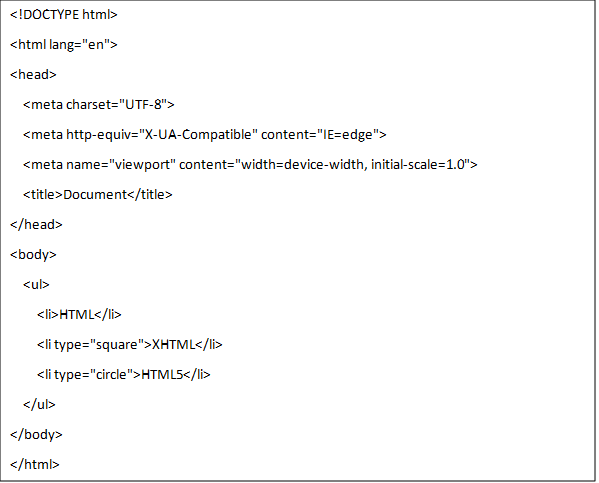 <!DOCTYPE html>
<html lang="en">
<head>
    <meta charset="UTF-8">
    <meta http-equiv="X-UA-Compatible" content="IE=edge">
    <meta name="viewport" content="width=device-width, initial-scale=1.0">
    <title>Document</title>
</head>
<body>
    <ul>
        <li>HTML</li>
        <li type="square">XHTML</li>
        <li type="circle">HTML5</li>
    </ul>
</body>
</html>